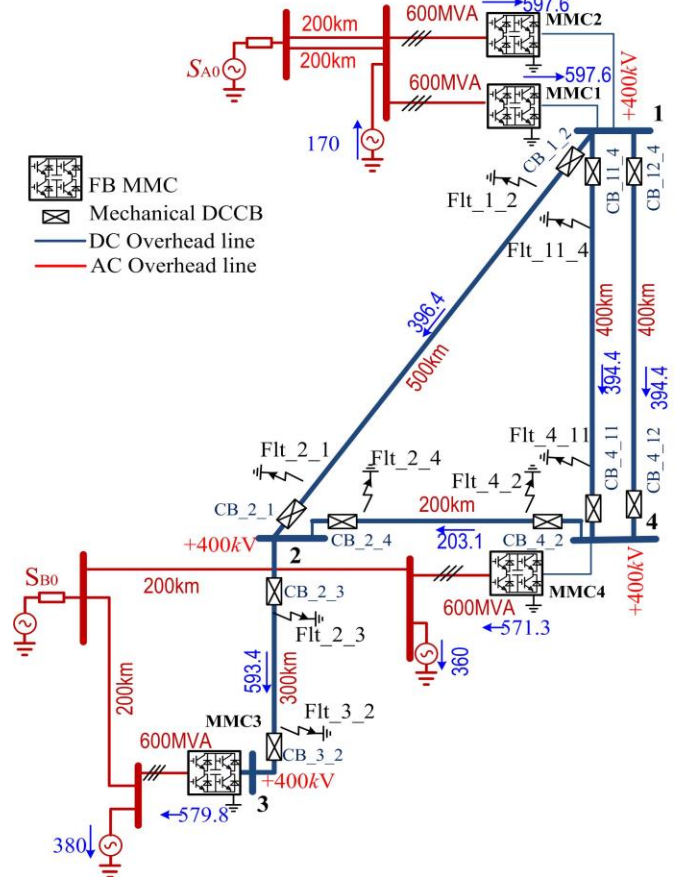 597.6
200km
600MVA
MMC2
SA0
200km
600MVA
597.6
MMC1
+400kV
1
170
CB_1_2
CB_11_4
CB_12_4
FB MMC
Mechanical DCCB
DC Overhead line
AC Overhead line
Flt_1_2
Flt_11_4
396.4
500km
400km
400km
394.4
394.4
Flt_2_1
Flt_2_4
Flt_4_11
Flt_4_2
CB_4_11
CB_4_12
CB_2_1
200km
4
+400kV
2
CB_2_4
203.1
CB_4_2
+400kV
SB0
200km
CB_2_3
600MVA
MMC4
571.3
Flt_2_3
593.4
300km
360
200km
MMC3
Flt_3_2
600MVA
CB_3_2
+400kV
3
579.8
380